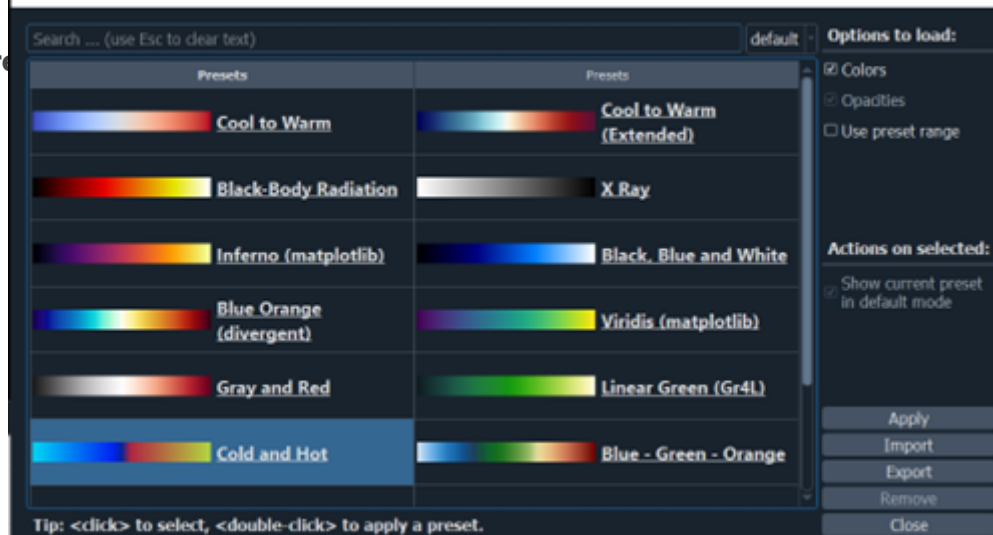 Search ... (use Esc to clear text)
default
Options to load:
Presets
Presets
Colors
Opacities
Use preset range
Cool to Warm
Cool to Warm
(Extended)
Black-Body Radiation
X Ray
Inferno (matplotlib)
Black, Blue and White
Blue Orange
(divergent)
Viridis (matplotlib)
Gray and Red
Linear Green (Gr4L)
Cold and Hot
Blue - Green - Orange
Actions on selected:
Show current preset
in default mode
Apply
Import
Export
Remove
Close
Tip: <click> to select, <double-click> to apply a preset.